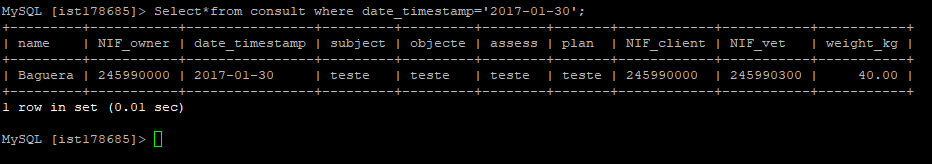 MySQL [ist178685]> Select*from consult where date_timestamp='2017-01-30';
+---------+-----------+----------------+---------+---------+--------+-------+------------+-----------+-----------+
| name | NIF_owner | date_timestamp | subject | objecte | assess | plan | NIF_client | NIF_vet | weight_kg |
+---------+-----------+----------------+---------+---------+--------+-------+------------+-----------+-----------+
| Baguera | 245990000 | 2017-01-30 | teste | teste | teste | teste | 245990000 | 245990300 | 40.00 |
+---------+-----------+----------------+---------+---------+--------+-------+------------+-----------+-----------+
1 row in set (0.01 sec)
MySQL [ist178685]>